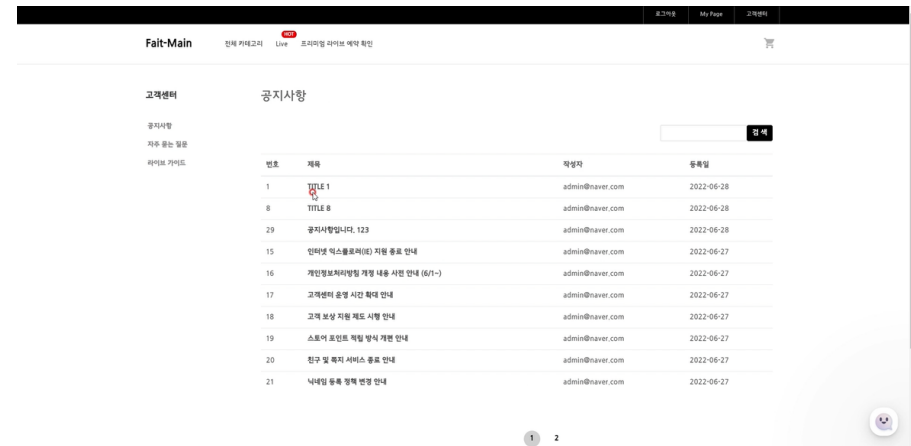 로그아웃 My Page 고객센터
HOT
Fait-Main 전체 카테고리 Live 프리미엄 라이브 예약 확인
고객센터 공지사항
공지사항
자주 묻는 질문
라이브 가이드
검색
번호 제목 작성자 등록일
1 TITLE 1 admin@naver.com 2022-06-28
8 TITLE 8 admin@naver.com 2022-06-28
29 공지사항입니다. 123 admin@naver.com 2022-06-28
15 인터넷 익스플로러(IE) 지원 종료 안내 admin@naver.com 2022-06-27
16 개인정보처리방침 개정 내용 사전 안내 (6/1~) admin@naver.com 2022-06-27
17 고객센터 운영 시간 확대 안내 admin@naver.com 2022-06-27
18 고객 보상 지원 제도 시행 안내 admin@naver.com 2022-06-27
19 스토어 포인트 적립 방식 개편 안내 admin@naver.com 2022-06-27
20 친구 및 쪽지 서비스 종료 안내 admin@naver.com 2022-06-27
21 닉네임 등록 정책 변경 안내 admin@naver.com 2022-06-27
1 2